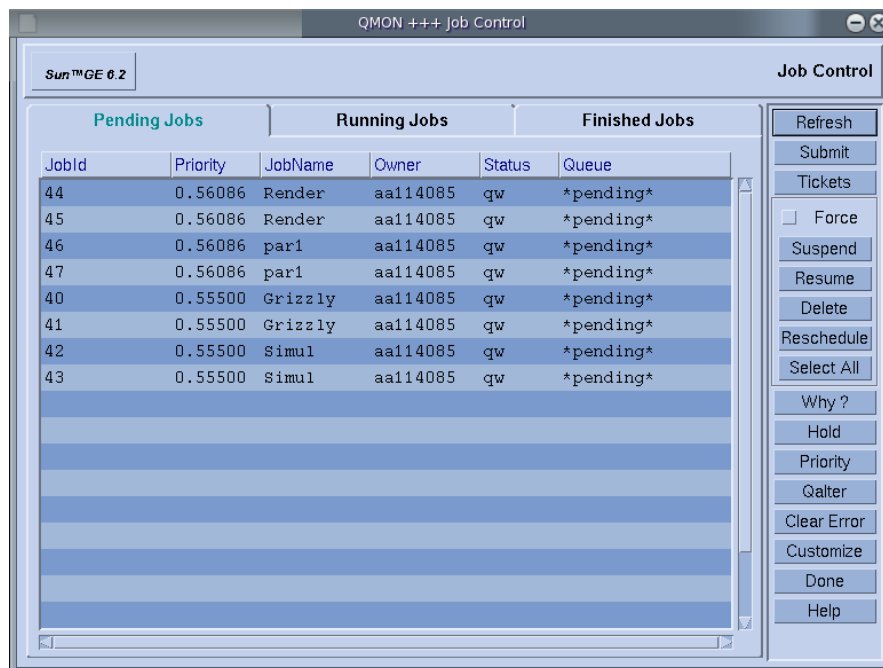 QMON +++ Job Control
Sun™GE 6.2
Job Control
Pending Jobs Running Jobs Finished Jobs
JobId Priority JobName Owner Status Queue
44 0.56086 Render aa114085 qw *pending*
45 0.56086 Render aa114085 qw *pending*
46 0.56086 par1 aa114085 qw *pending*
47 0.56086 par1 aa114085 qw *pending*
40 0.55500 Grizzly aa114085 qw *pending*
41 0.55500 Grizzly aa114085 qw *pending*
42 0.55500 Simul aa114085 qw *pending*
43 0.55500 Simul aa114085 qw *pending*
Refresh
Submit
Tickets
Force
Suspend
Resume
Delete
Reschedule
Select All
Why ?
Hold
Priority
Qalter
Clear Error
Customize
Done
Help